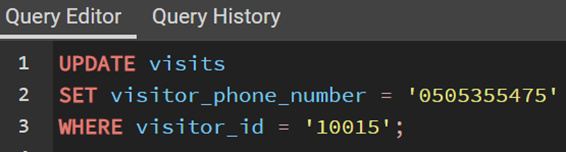 Query Editor Query History
1 UPDATE visits
2 SET visitor_phone_number = '0505355475'
3 WHERE visitor_id = '10015';